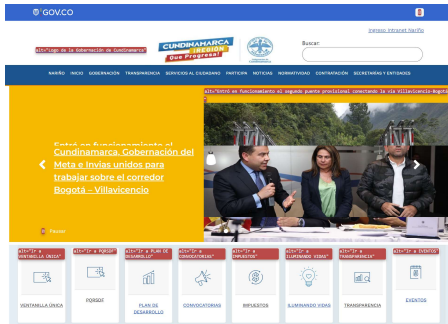 GOV.CO
Ingreso Intranet Nariño
alt="Logo de la Gobernación de Cundinamarca"
CUNDINAMARCA
¡REGIÓN
Que Progresa!
Buscar:
NARIÑO INICIO GOBERNACIÓN TRANSPARENCIA SERVICIOS AL CIUDADANO PARTICIPA NOTICIAS NORMATIVIDAD CONTRATACIÓN SECRETARÍAS Y ENTIDADES
alt="Entró en funcionamiento el segundo puente provisional conectando la vía Villavicencio-Bogotá
Entró en funcionamiento el
Cundinamarca, Gobernación del
Meta e Invias unidos para
trabajar sobre el corredor
Bogotá – Villavicencio
Pausar
alt="Ir a VENTANILLA ÚNICA"
alt="Ir a PQRSDF"
alt="Ir a PLAN DE DESARROLLO"
alt="Ir a CONVOCATORIAS"
alt="Ir a IMPUESTOS"
alt="Ir a ILUMINANDO VIDAS"
alt="Ir a TRANSPARENCIA"
alt="Ir a EVENTOS"
VENTANILLA ÚNICA
PQRSDF
PLAN DE
DESARROLLO
CONVOCATORIAS
IMPUESTOS
ILUMINANDO VIDAS
TRANSPARENCIA
EVENTOS